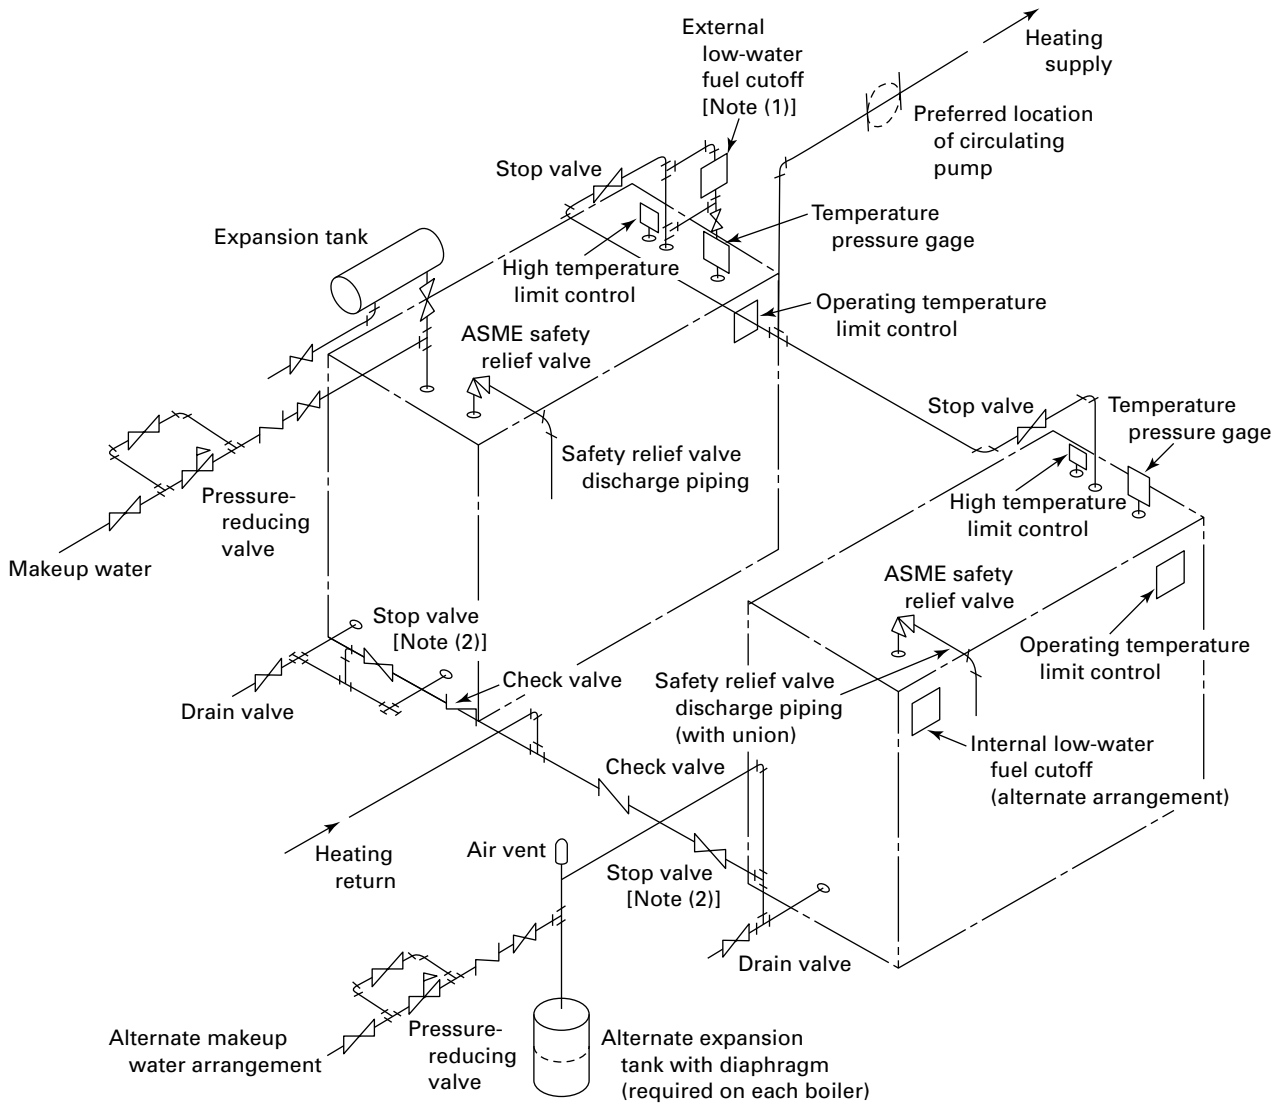 External
low-water
fuel cutoff
[Note (1)]
Heating
supply
Preferred location
of circulating
pump
Stop valve
Temperature
pressure gage
Expansion tank
High temperature
limit control
Operating temperature
limit control
ASME safety
relief valve
Stop valve
Temperature
pressure gage
Safety relief valve
discharge piping
Pressure-
reducing
valve
High temperature
limit control
Makeup water
ASME safety
relief valve
Stop valve
[Note (2)]
Operating temperature
limit control
Check valve
Safety relief valve
discharge piping
(with union)
Drain valve
Internal low-water
fuel cutoff
(alternate arrangement)
Check valve
Heating
return
Air vent
Stop valve
[Note (2)]
Drain valve
Alternate makeup
water arrangement
Pressure-
reducing
valve
Alternate expansion
tank with diaphragm
(required on each boiler)